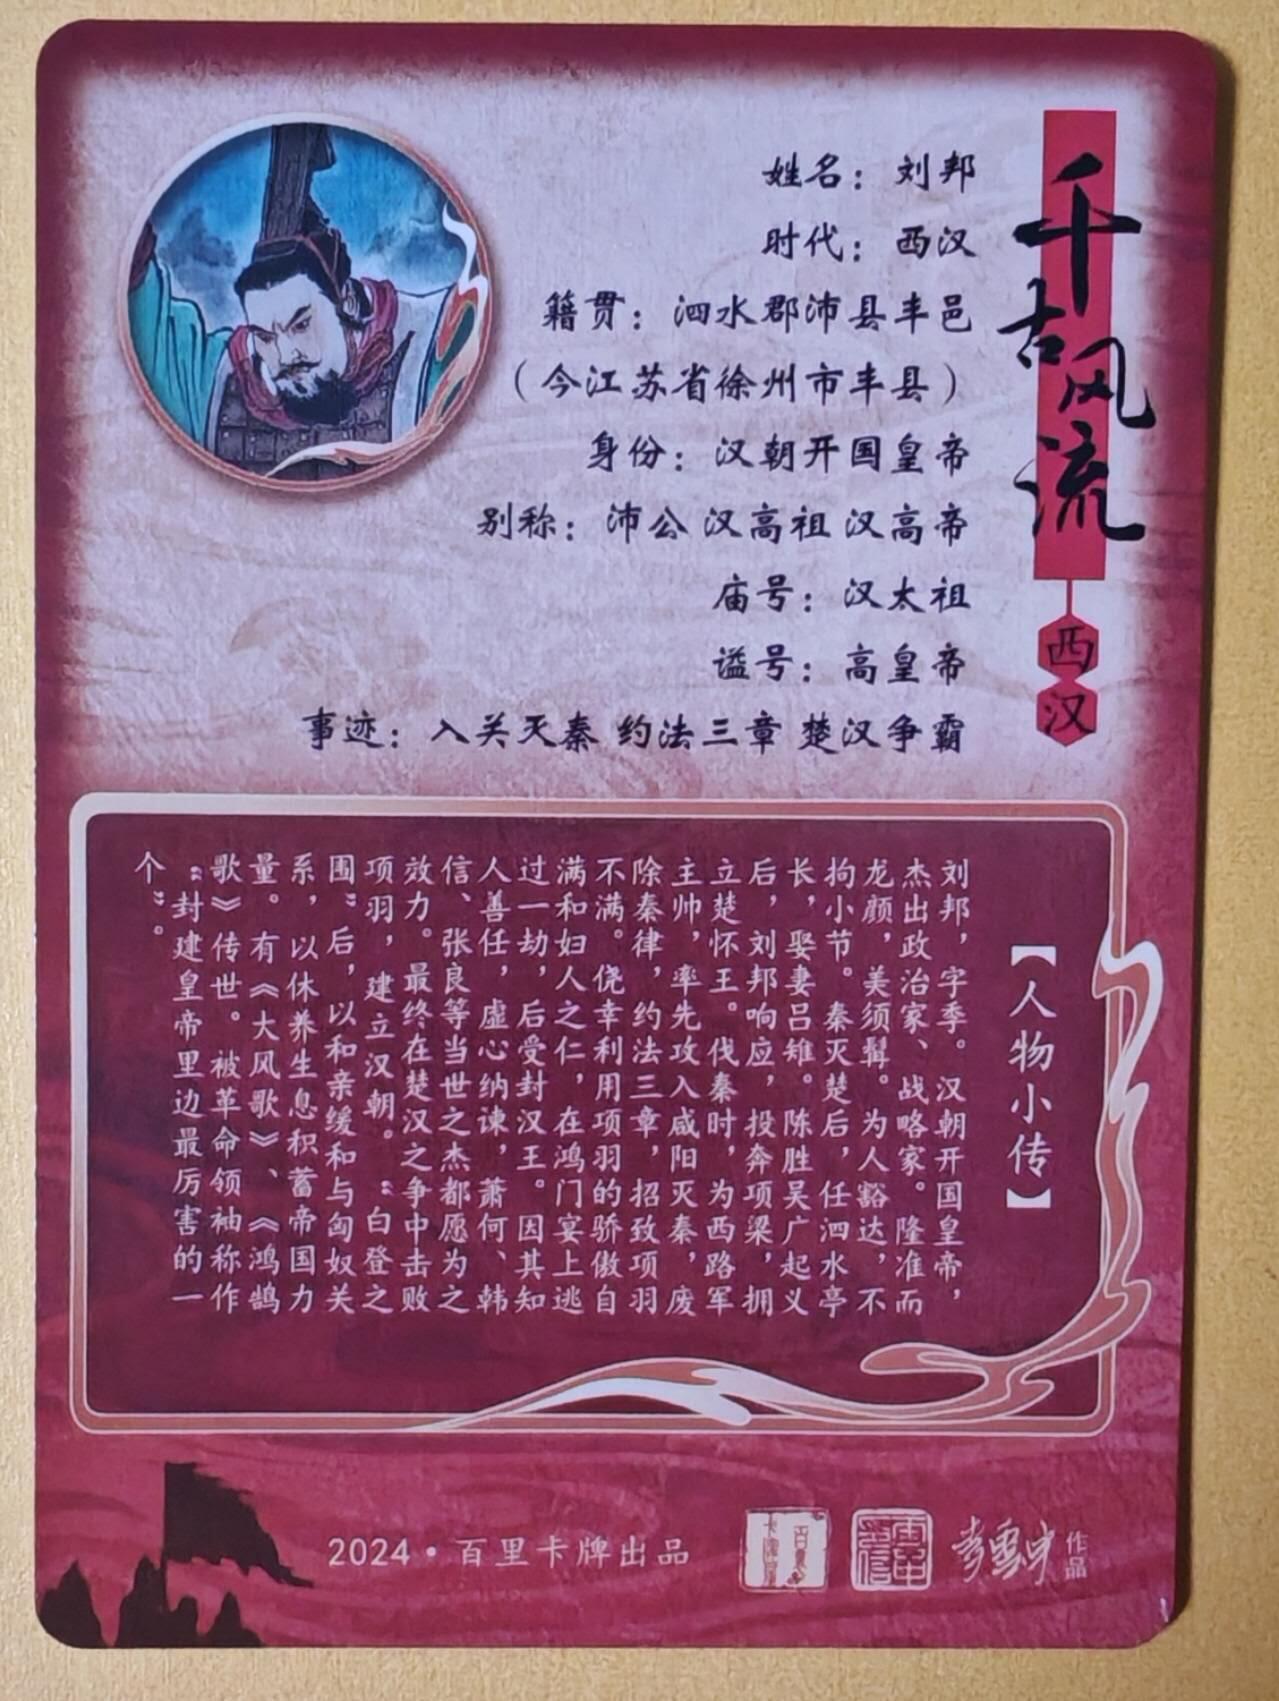 千古风流
西汉
姓名：刘邦
时代：西汉
籍贯：泗水郡沛县丰邑
（今江苏省徐州市丰县）
身份：汉朝开国皇帝
别称：沛公 汉高祖 汉高帝
庙号：汉太祖
谥号：高皇帝
事迹：入关灭秦 约法三章 楚汉争霸
【人物小传】
刘邦，字季。汉朝开国皇帝，
杰出政治家、战略家。隆准而
龙颜，美须髯。为人豁达，不
拘小节。秦灭楚后，任泗水亭
长，娶妻吕雉。陈胜吴广起义
后，刘邦响应，投奔项梁，拥
立楚怀王。伐秦时，为西路军
主帅，率先攻入咸阳灭秦，废
除秦律，约法三章，招致项羽
不满。侥幸利用项羽的骄傲自
满和妇人之仁，在鸿门宴上逃
过一劫，后受封汉王。因其知
人善任，虚心纳谏，萧何、韩
信、张良等当世之杰都愿为之
效力。最终在楚汉之争中击败
项羽，建立汉朝。“白登之
围”后，以和亲缓和与匈奴关
系，以休养生息积蓄帝国力
量。有《大风歌》、《鸿鹄
歌》传世。被革命领袖称作
“封建皇帝里边最厉害的一
个”。
2024·百里卡牌出品
李云中
作品